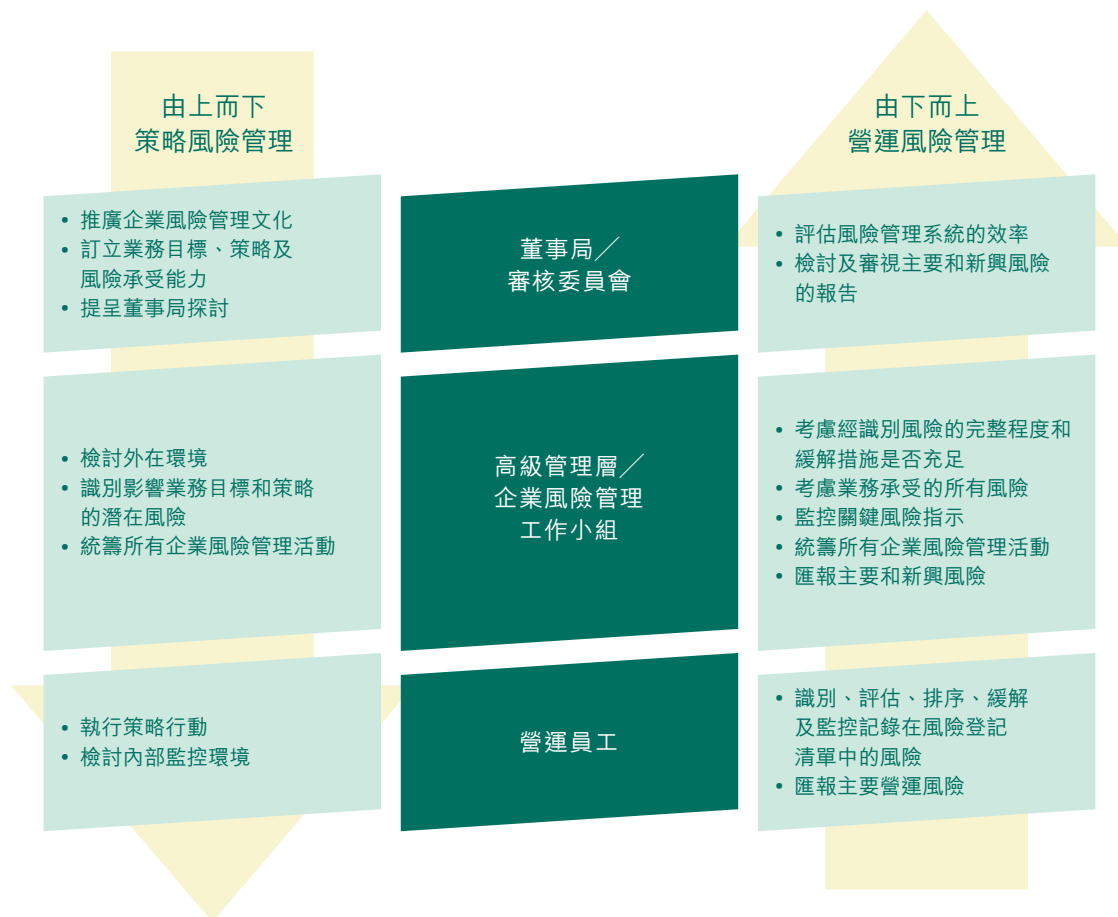 由上而下
策略風險管理
由下而上
營運風險管理
• 推廣企業風險管理文化
• 訂立業務目標、策略及
風險承受能力
• 提呈董事局探討
董事局╱
審核委員會
• 評估風險管理系統的效率
• 檢討及審視主要和新興風險
的報告
• 檢討外在環境
• 識別影響業務目標和策略
的潛在風險
• 統籌所有企業風險管理活動
高級管理層╱
企業風險管理
工作小組
• 考慮經識別風險的完整程度和
緩解措施是否充足
• 考慮業務承受的所有風險
• 監控關鍵風險指示
• 統籌所有企業風險管理活動
• 匯報主要和新興風險
• 執行策略行動
• 檢討內部監控環境
營運員工
• 識別、評估、排序、緩解
及監控記錄在風險登記
清單中的風險
• 匯報主要營運風險